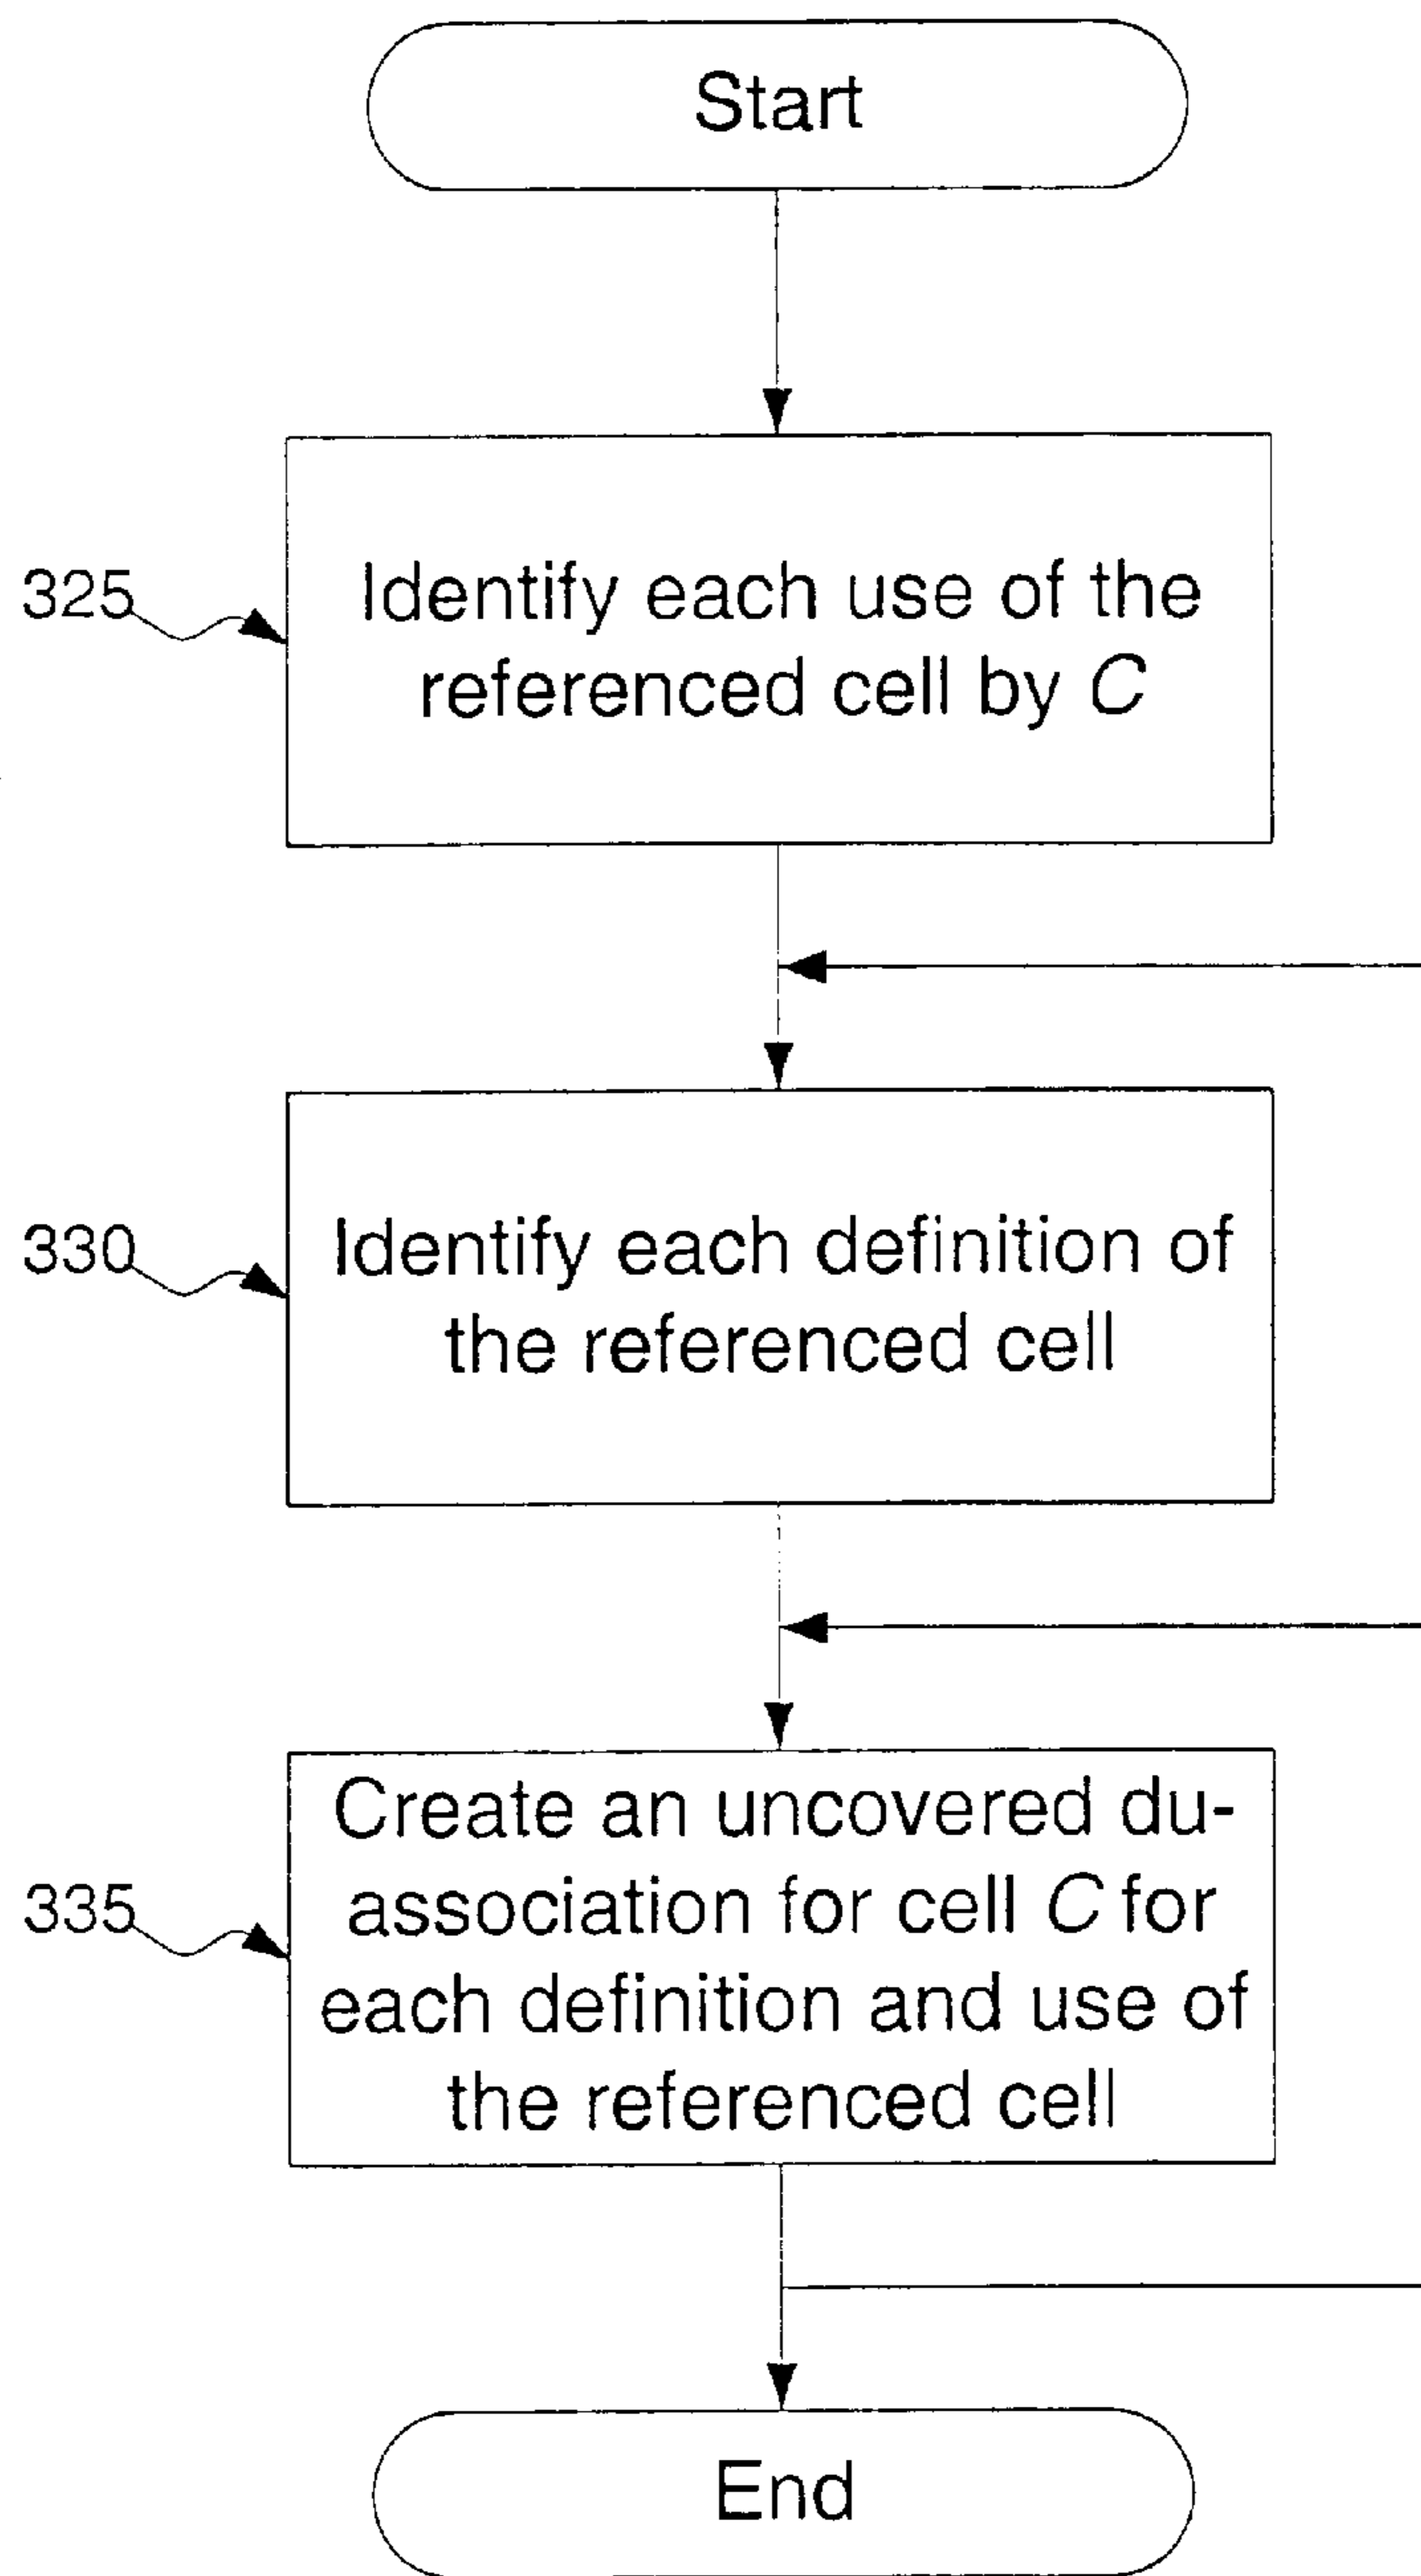 Start
325
Identify each use of the
referenced cell by C
330
Identify each definition of
the referenced cell
335
Create an uncovered du-
association for cell C for
each definition and use of
the referenced cell
End